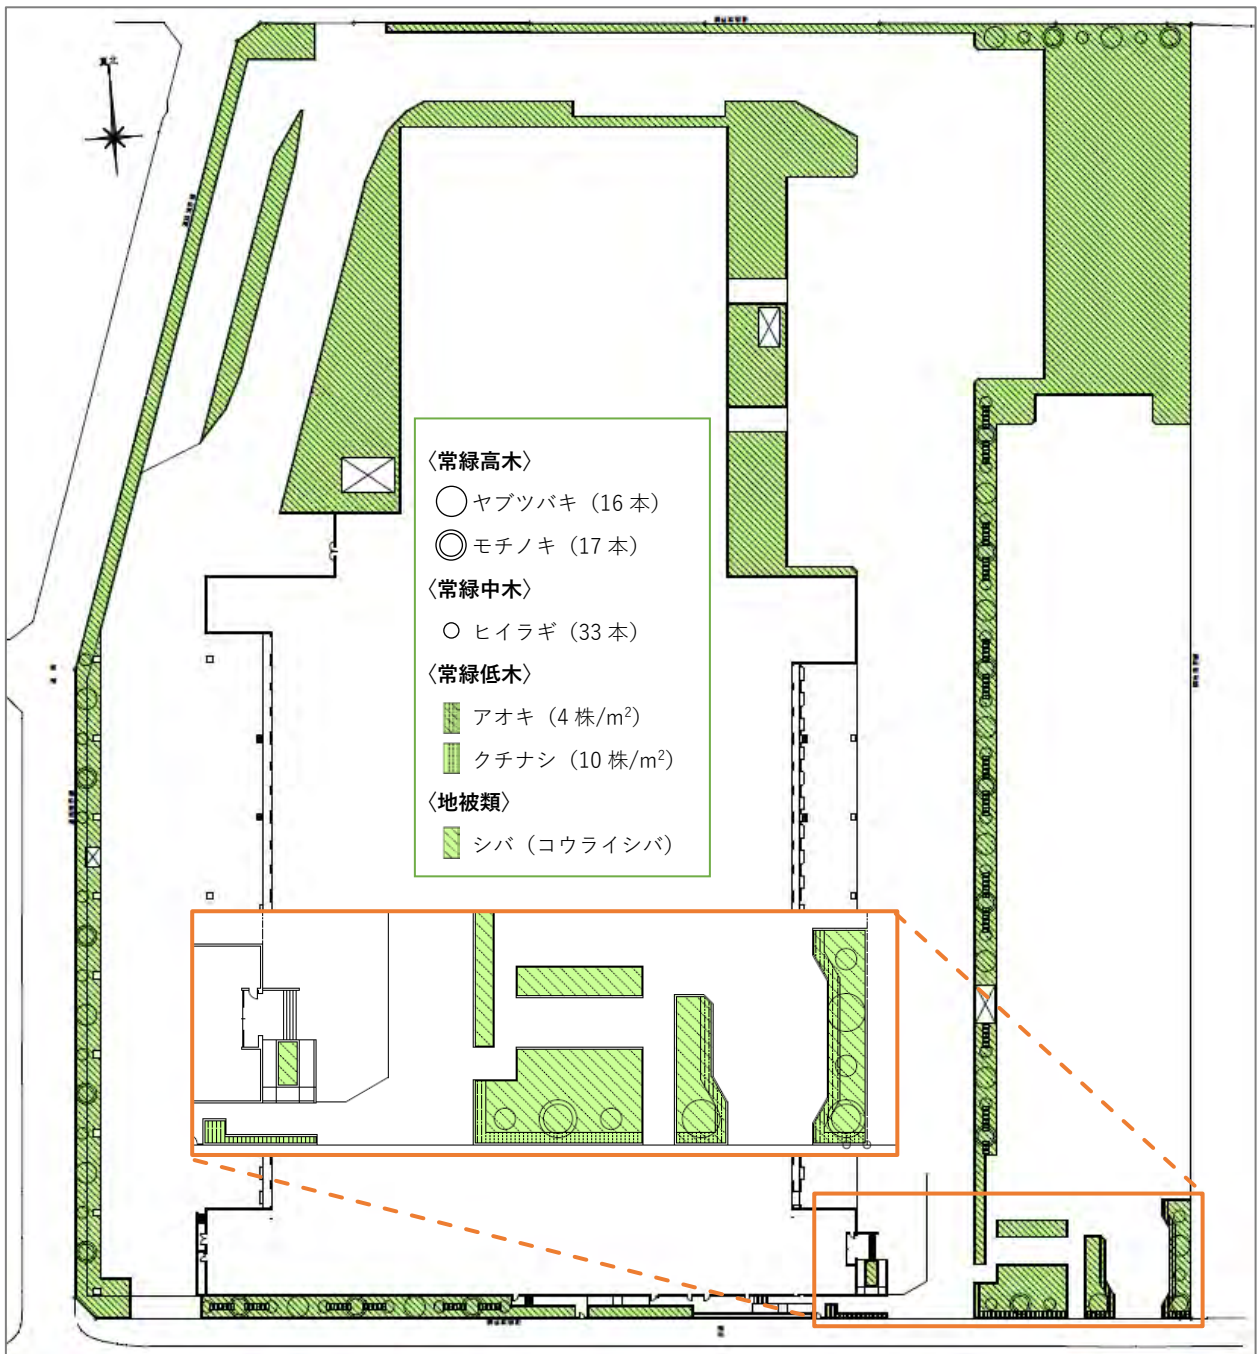 〈常緑高木〉
ヤブツバキ（16 本）
モチノキ（17 本）
〈常緑中木〉
ヒイラギ（33 本）
〈常緑低木〉
アオキ（4 株/m²）
クチナシ（10 株/m²）
〈地被類〉
シバ（コウライシバ）